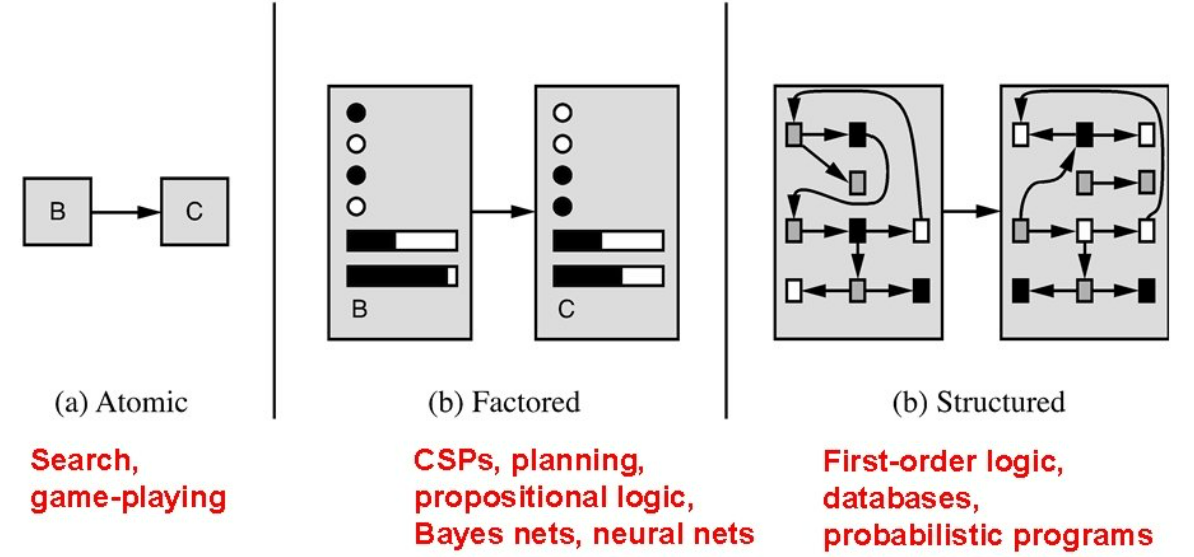 B
C
B
C
(a) Atomic
(b) Factored
(b) Structured
Search,
game-playing
CSPs, planning,
propositional logic,
Bayes nets, neural nets
First-order logic,
databases,
probabilistic programs